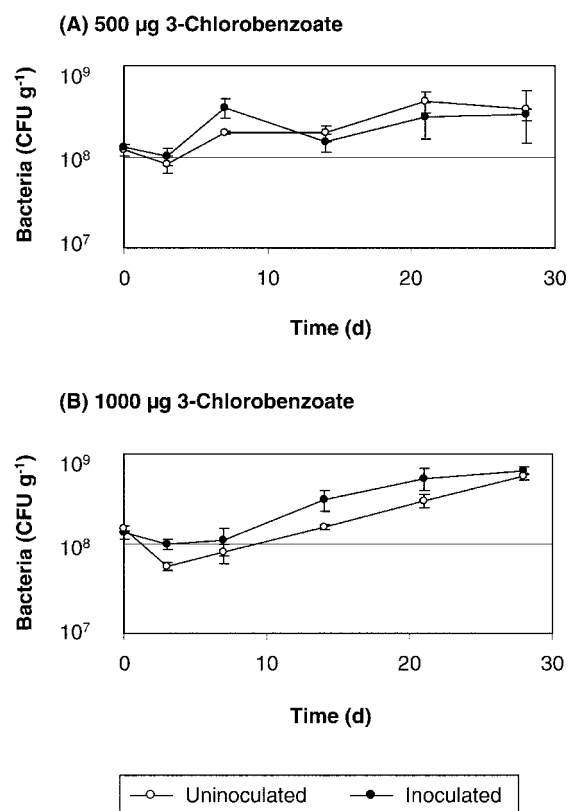 (A) 500 µg 3-Chlorobenzoate
10⁹
10⁸
10⁷
Bacteria (CFU g⁻¹)
0 10 20 30
Time (d)
(B) 1000 µg 3-Chlorobenzoate
10⁹
10⁸
10⁷
Bacteria (CFU g⁻¹)
0 10 20 30
Time (d)
Uninoculated Inoculated